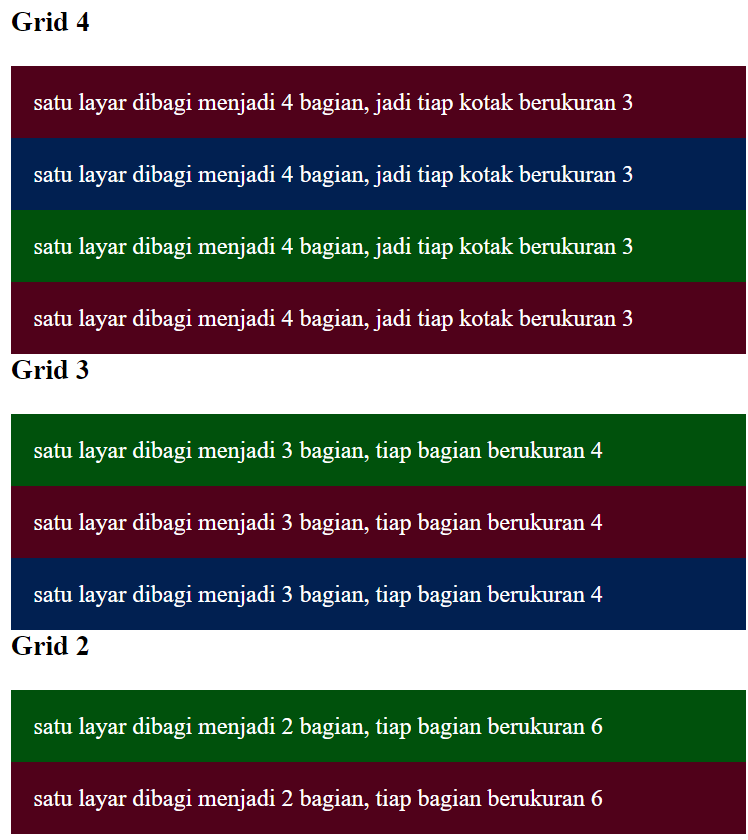 Grid 4
satu layar dibagi menjadi 4 bagian, jadi tiap kotak berukuran 3
satu layar dibagi menjadi 4 bagian, jadi tiap kotak berukuran 3
satu layar dibagi menjadi 4 bagian, jadi tiap kotak berukuran 3
satu layar dibagi menjadi 4 bagian, jadi tiap kotak berukuran 3
Grid 3
satu layar dibagi menjadi 3 bagian, tiap bagian berukuran 4
satu layar dibagi menjadi 3 bagian, tiap bagian berukuran 4
satu layar dibagi menjadi 3 bagian, tiap bagian berukuran 4
Grid 2
satu layar dibagi menjadi 2 bagian, tiap bagian berukuran 6
satu layar dibagi menjadi 2 bagian, tiap bagian berukuran 6